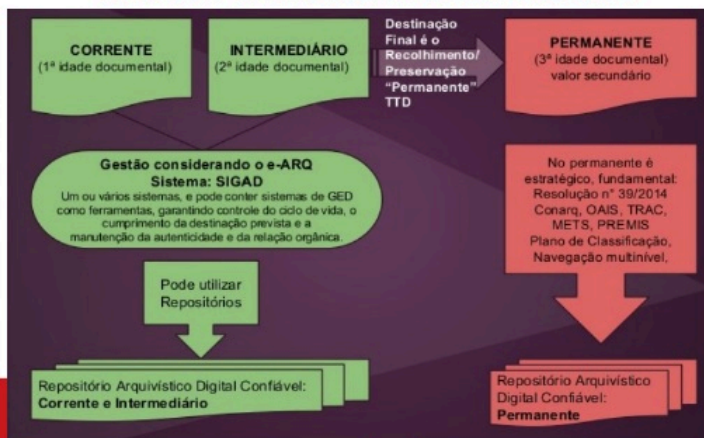 CORRENTE
(1ª idade documental)
INTERMEDIÁRIO
(2ª idade documental)
Destinação
Final é o
Recolhimento/
Preservação
“Permanente”
TTD
PERMANENTE
(3ª idade documental)
valor secundário
Gestão considerando o e-ARQ
Sistema: SIGAD
Um ou vários sistemas, e pode conter sistemas de GED
como ferramentas, garantindo controle do ciclo de vida, o
cumprimento da destinação prevista e a
manutenção da autenticidade e da relação orgânica.
Pode utilizar
Repositórios
Repositório Arquivístico Digital Confiável:
Corrente e Intermediário
No permanente é
estratégico, fundamental:
Resolução n° 39/2014
Conarq, OAIS, TRAC,
METS, PREMIS
Plano de Classificação,
Navegação multinível.
Repositório Arquivístico
Digital Confiável:
Permanente